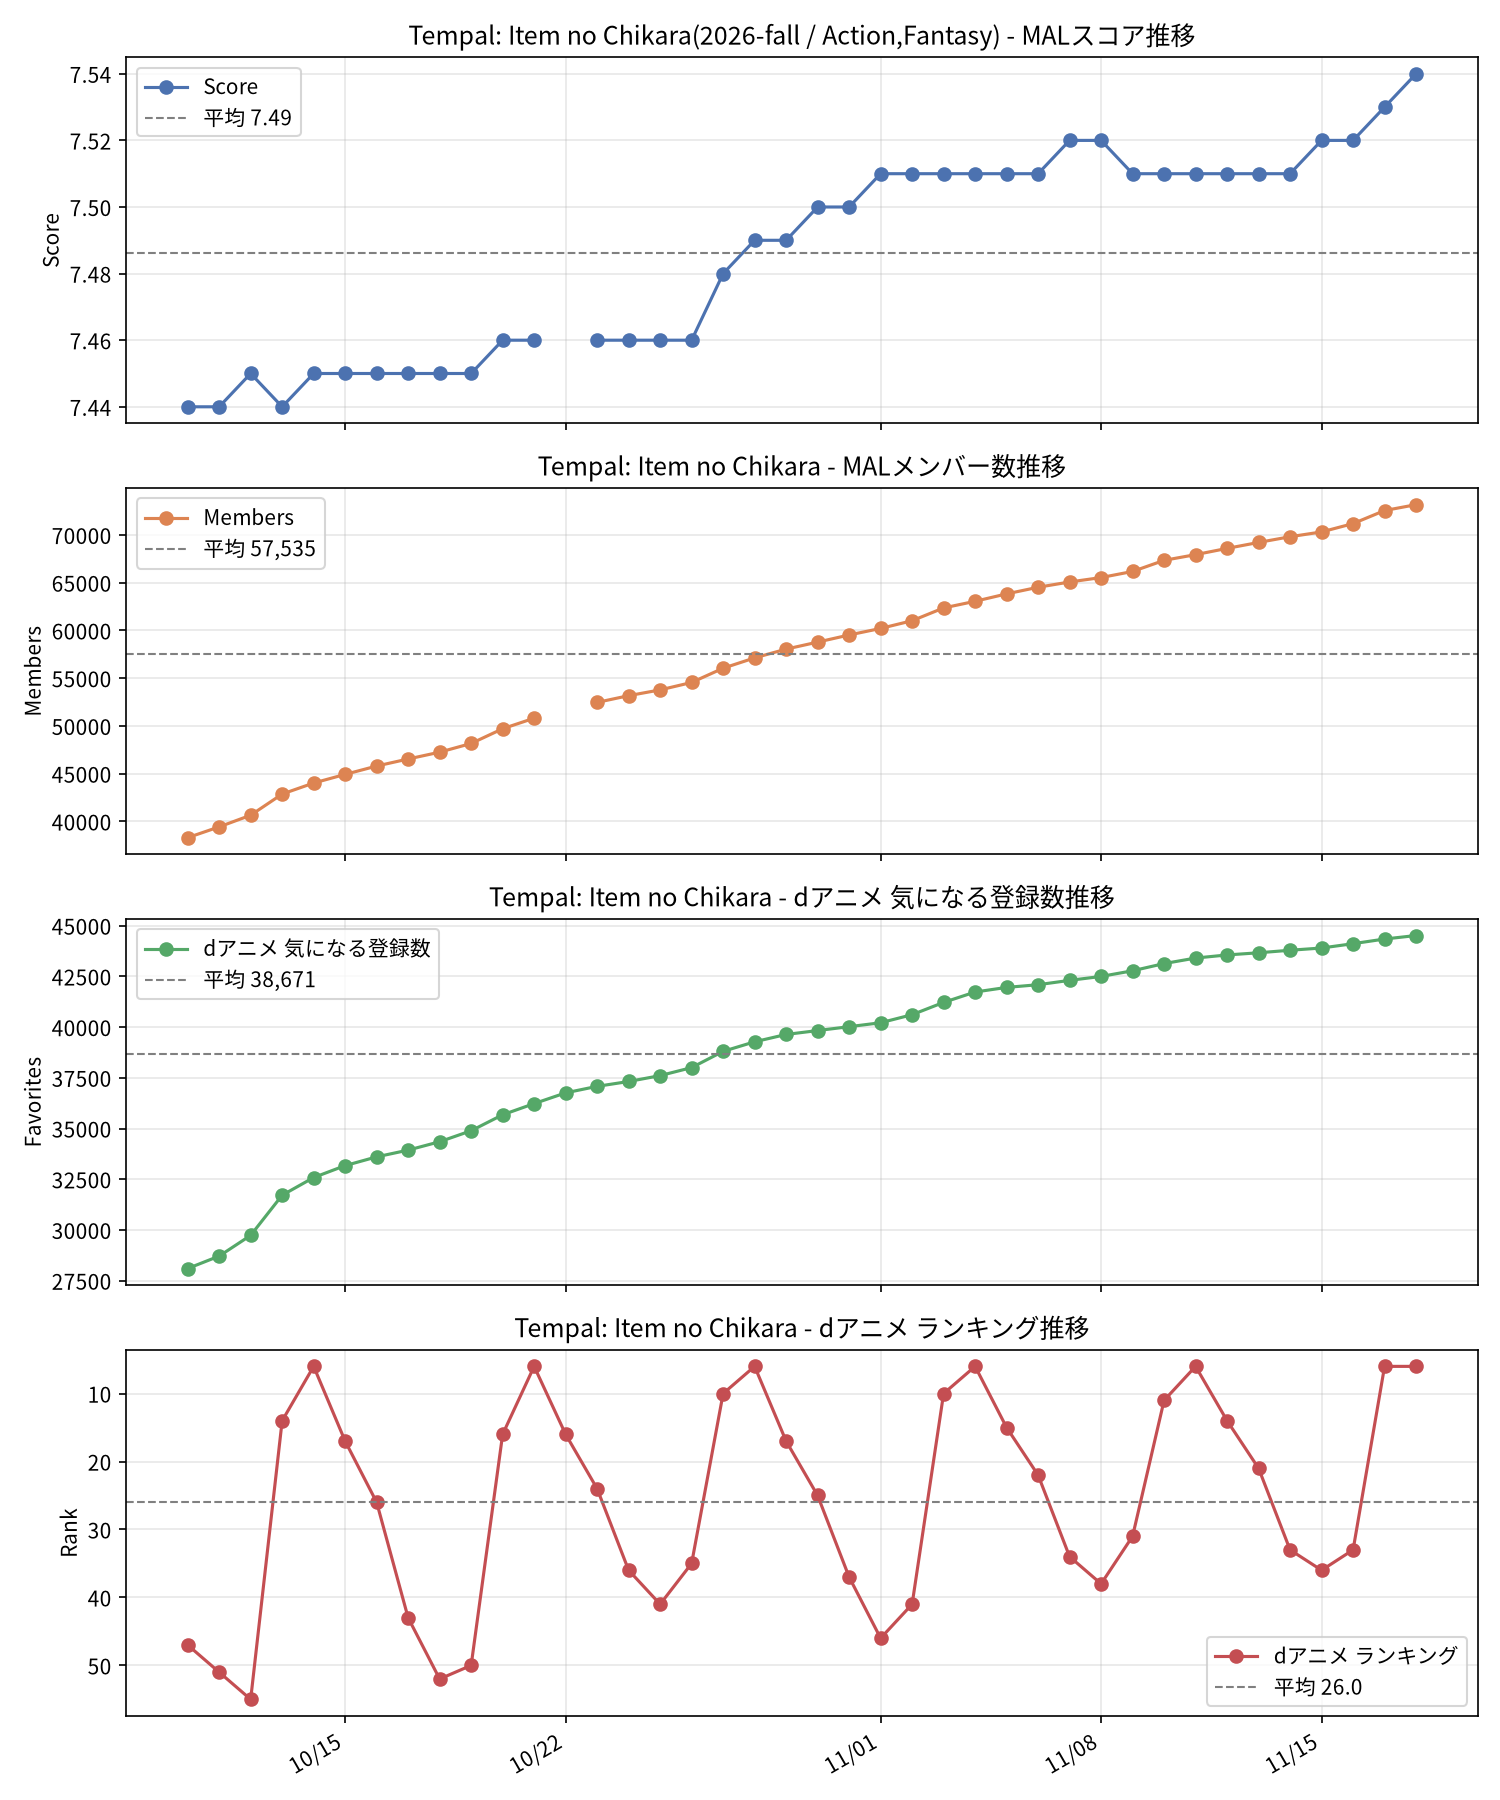 Tempal: Item no Chikara(2026-fall / Action,Fantasy) - MALスコア推移
Score
平均 7.49
7.54
7.52
7.50
7.48
7.46
7.44
Score
Tempal: Item no Chikara - MALメンバー数推移
Members
平均 57,535
70000
65000
60000
55000
50000
45000
40000
Members
Tempal: Item no Chikara - dアニメ 気になる登録数推移
dアニメ 気になる登録数
平均 38,671
45000
42500
40000
37500
35000
32500
30000
27500
Favorites
Tempal: Item no Chikara - dアニメ ランキング推移
10
20
30
40
50
Rank
dアニメ ランキング
平均 26.0
10/15
10/22
11/01
11/08
11/15